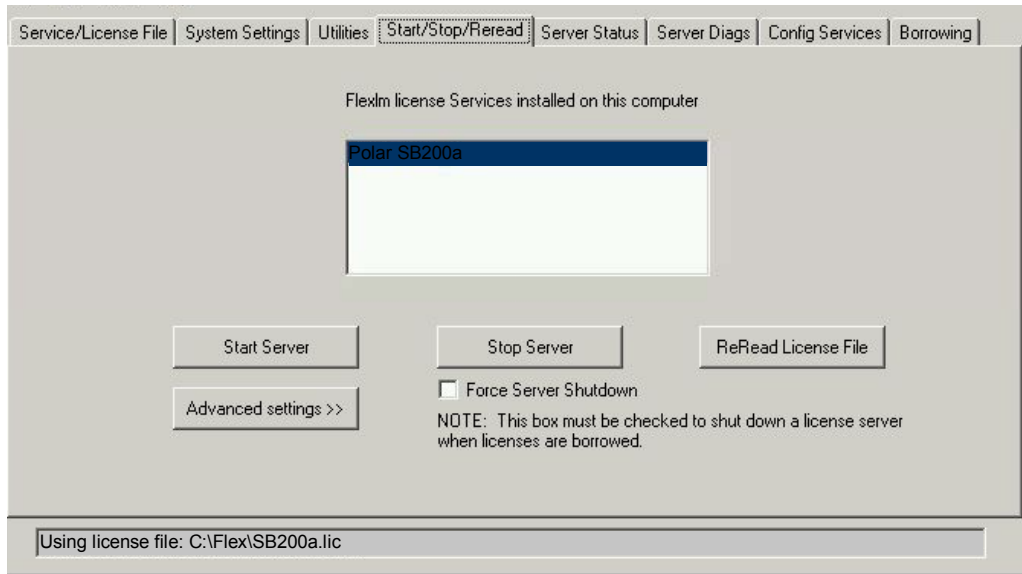 Service/License File System Settings Utilities Start/Stop/Reread Server Status Server Diags Config Services Borrowing
Flexlm license Services installed on this computer
Polar SB200a
Start Server Stop Server ReRead License File
Advanced settings >> Force Server Shutdown
NOTE: This box must be checked to shut down a license server
when licenses are borrowed.
Using license file: C:\Flex\SB200a.lic